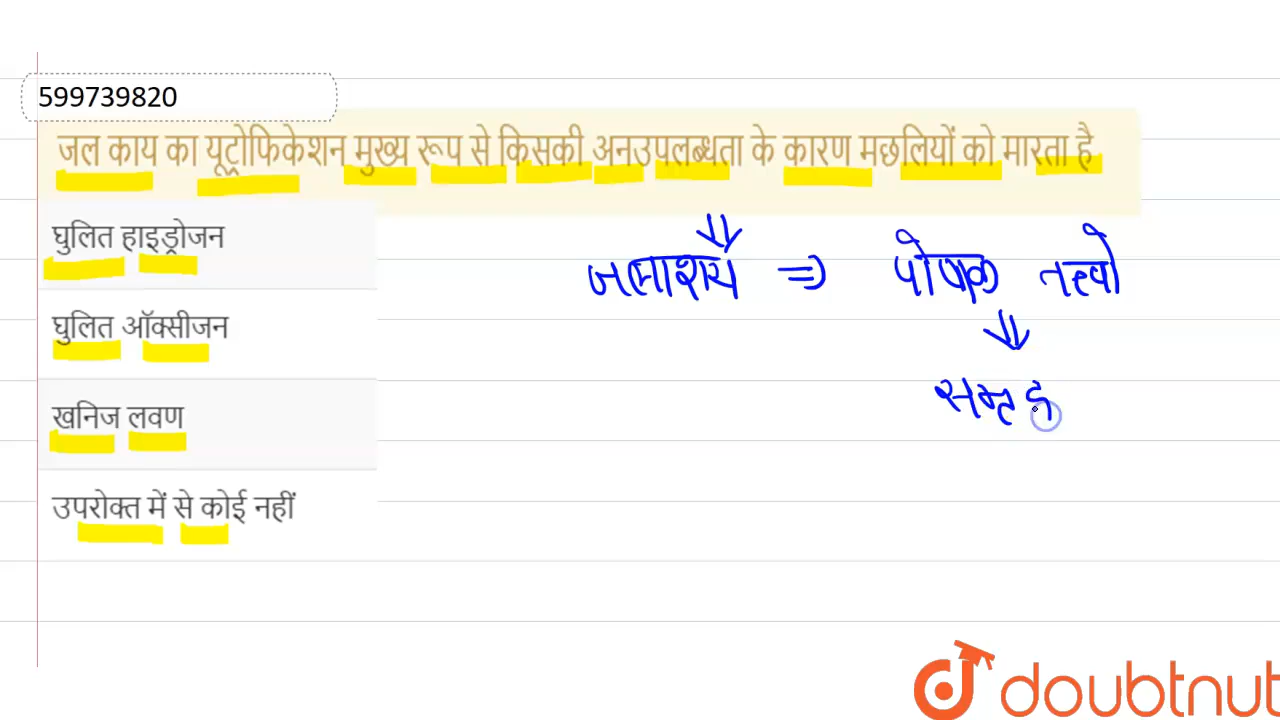 599739820
जल काय का यूट्रोफिकेशन मुख्य रूप से किसकी अनउपलब्धता के कारण मछलियों को मारता है
घुलित हाइड्रोजन
जलाशय ⇒ पोषक तत्वों
घुलित ऑक्सीजन
खनिज लवण
उपरोक्त में से कोई नहीं
doubtnut